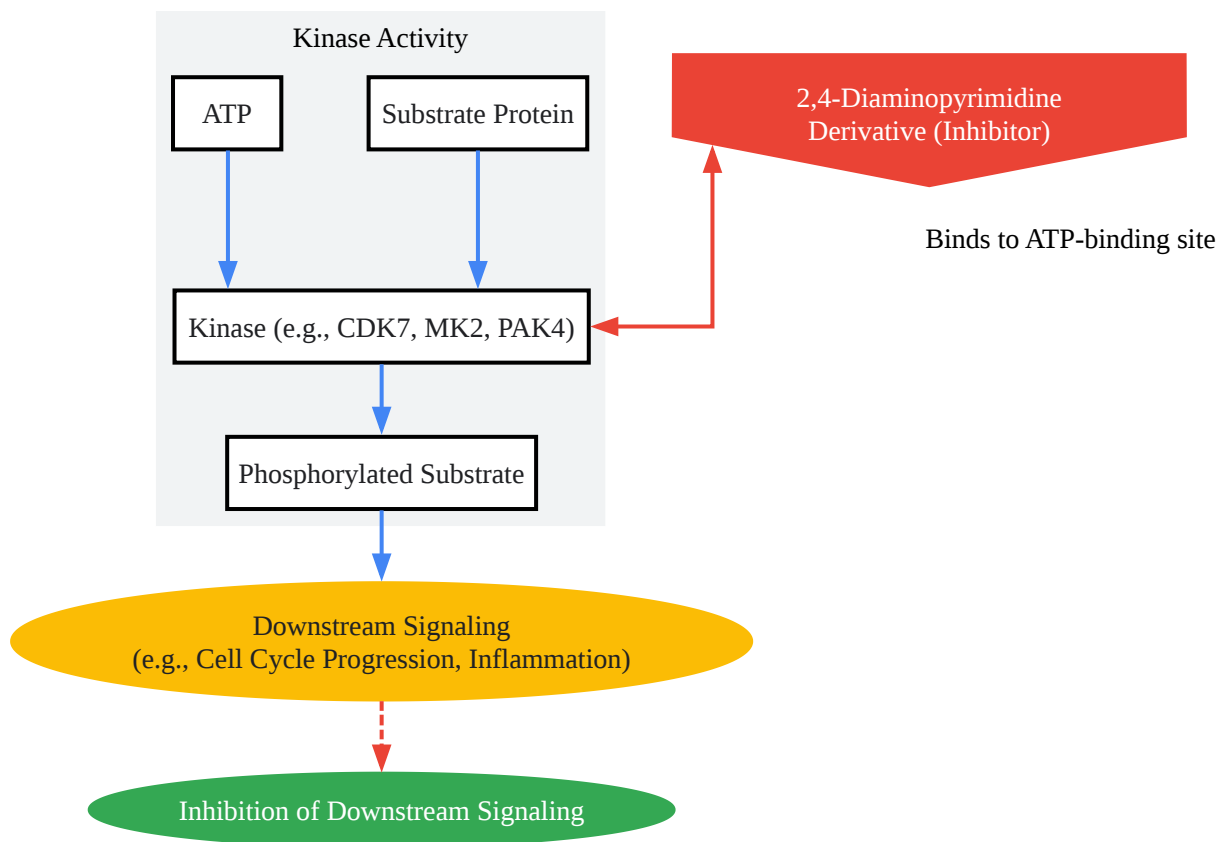 Kinase Activity
ATP
Substrate Protein
2,4-Diaminopyrimidine
Derivative (Inhibitor)
Binds to ATP-binding site
Kinase (e.g., CDK7, MK2, PAK4)
Phosphorylated Substrate
Downstream Signaling
(e.g., Cell Cycle Progression, Inflammation)
Inhibition of Downstream Signaling